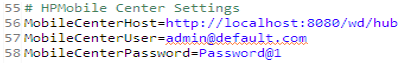 55 # HPMobile Center Settings
56 MobileCenterHost=http://localhost:8080/wd/hub
57 MobileCenterUser=admin@default.com
58 MobileCenterPassword=Password@1